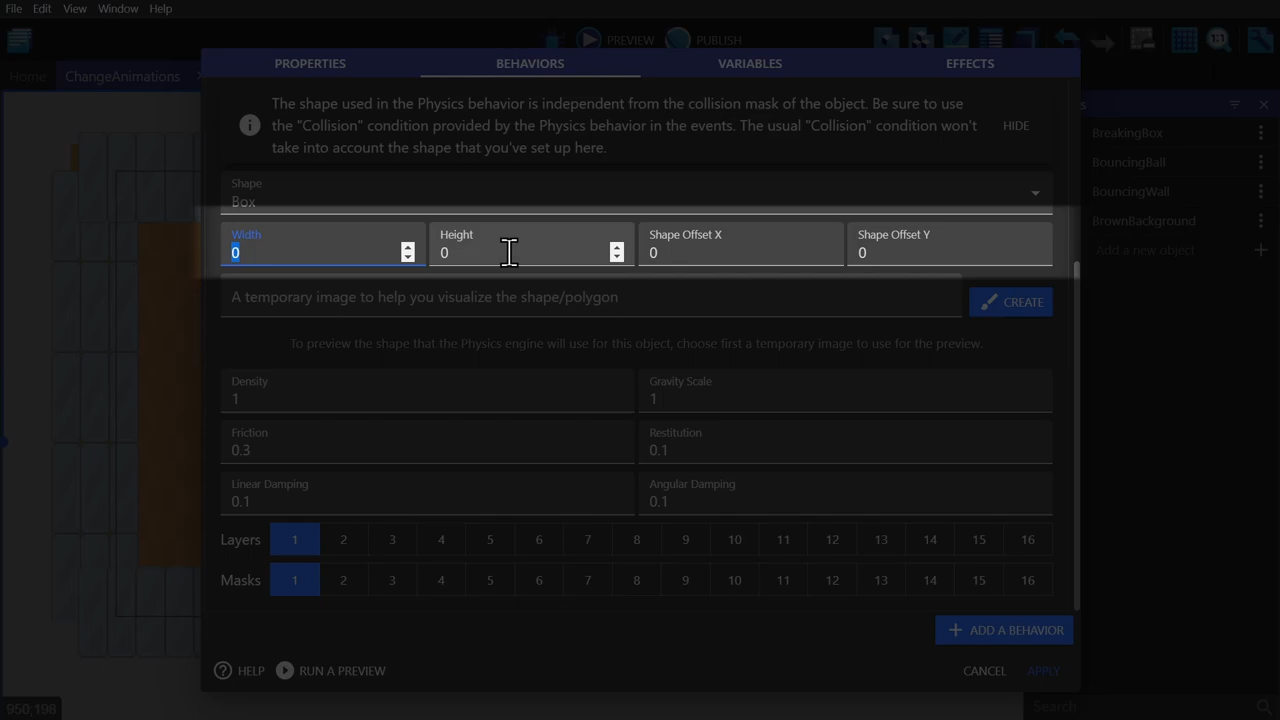 File Edit View Window Help
PREVIEW PUBLISH 1:1
Home ChangeAnimations
PROPERTIES BEHAVIORS VARIABLES EFFECTS
The shape used in the Physics behavior is independent from the collision mask of the object. Be sure to use
the "Collision" condition provided by the Physics behavior in the events. The usual "Collision" condition won't
take into account the shape that you've set up here.
HIDE
Shape
Box
Width Height Shape Offset X Shape Offset Y
0 0 0 0
A temporary image to help you visualize the shape/polygon
CREATE
To preview the shape that the Physics engine will use for this object, choose first a temporary image to use for the preview.
Density Gravity Scale
1 1
Friction Restitution
0.3 0.1
Linear Damping Angular Damping
0.1 0.1
Layers 1 2 3 4 5 6 7 8 9 10 11 12 13 14 15 16
Masks 1 2 3 4 5 6 7 8 9 10 11 12 13 14 15 16
+ ADD A BEHAVIOR
? HELP RUN A PREVIEW CANCEL APPLY
BreakingBox
BouncingBall
BouncingWall
BrownBackground
Add a new object
950;198
Search